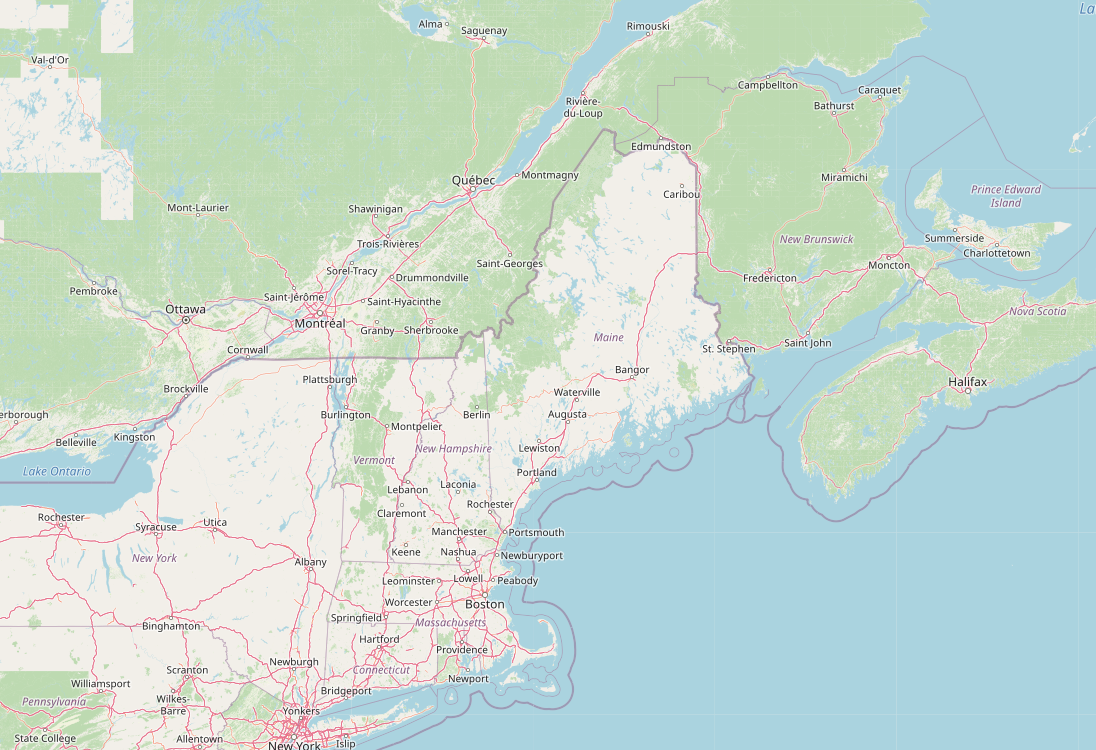 Alma
Saguenay
Rimouski
La
Val-d'Or
Campbellton
Caraquet
Rivière-
du-Loup
Bathurst
Edmundston
Québec
Montmagny
Miramichi
Caribou
Prince Edward
Island
Mont-Laurier
Shawinigan
Trois-Rivières
New Brunswick
Summerside
Charlottetown
Saint-Georges
Moncton
Sorel-Tracy
Drummondville
Fredericton
Pembroke
Saint-Jérôme
Saint-Hyacinthe
Ottawa
Nova Scotia
Montréal
Granby
Sherbrooke
Maine
Saint John
Cornwall
St. Stephen
Bangor
Plattsburgh
Halifax
Brockville
Waterville
erborough
Burlington
Berlin
Augusta
Montpelier
Kingston
Belleville
New Hampshire
Lewiston
Vermont
Lake Ontario
Portland
Laconia
Lebanon
Rochester
Claremont
Rochester
Syracuse
Utica
Manchester
Portsmouth
Keene
Nashua
Newburyport
New York
Albany
Lowell
Leominster
Peabody
Worcester
Boston
Springfield
Massachusetts
Binghamton
Hartford
Providence
Newburgh
Scranton
Connecticut
Newport
Williamsport
Bridgeport
Wilkes-
Barre
Pennsylvania
Yonkers
State College
Allentown
Islip
New York